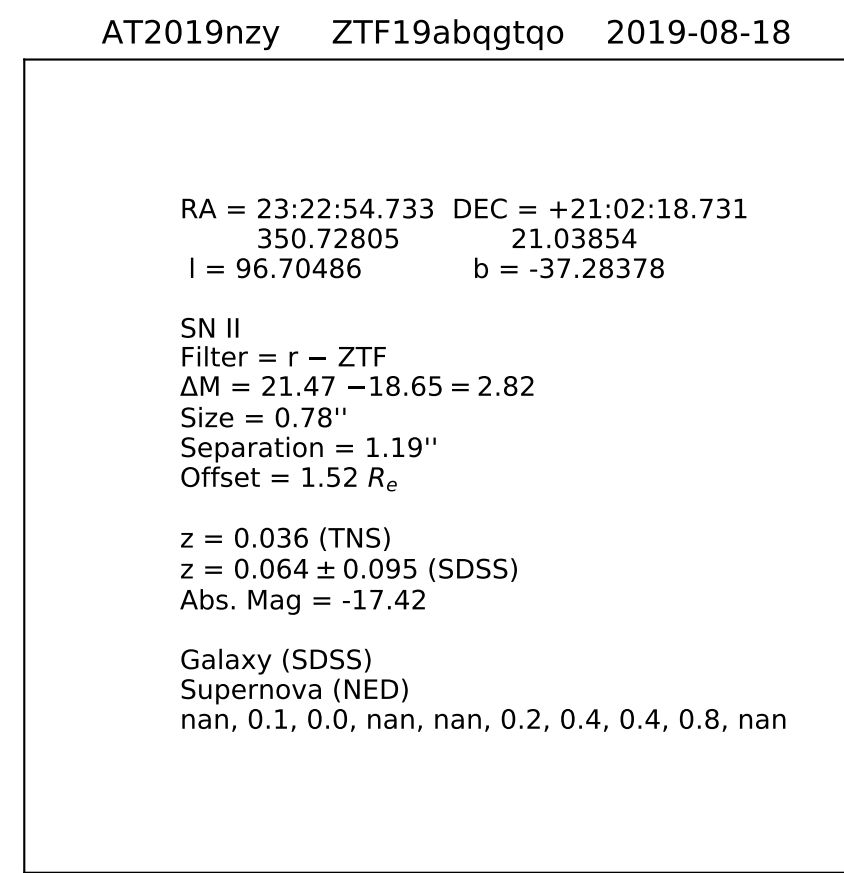 AT2019nzy ZTF19abqgtqo 2019-08-18
RA = 23:22:54.733 DEC = +21:02:18.731
350.72805 21.03854
l = 96.70486 b = -37.28378
SN II
Filter = r − ZTF
ΔM = 21.47 −18.65 = 2.82
Size = 0.78''
Separation = 1.19''
Offset = 1.52 Rₑ
z = 0.036 (TNS)
z = 0.064 ± 0.095 (SDSS)
Abs. Mag = -17.42
Galaxy (SDSS)
Supernova (NED)
nan, 0.1, 0.0, nan, nan, 0.2, 0.4, 0.4, 0.8, nan